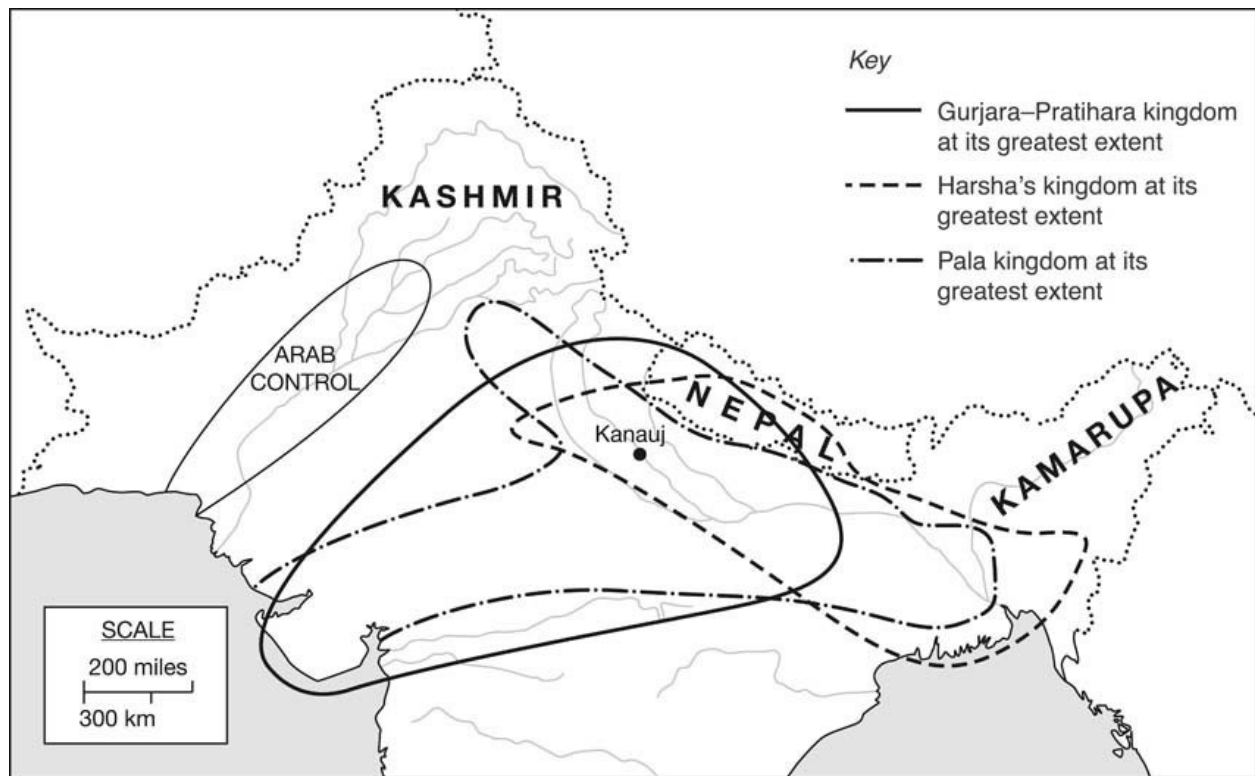 Key
Gurjara–Pratihara kingdom
at its greatest extent
Harsha's kingdom at its
greatest extent
Pala kingdom at its
greatest extent
KASHMIR
ARAB
CONTROL
NEPAL
Kanauj
KAMARUPA
SCALE
200 miles
300 km